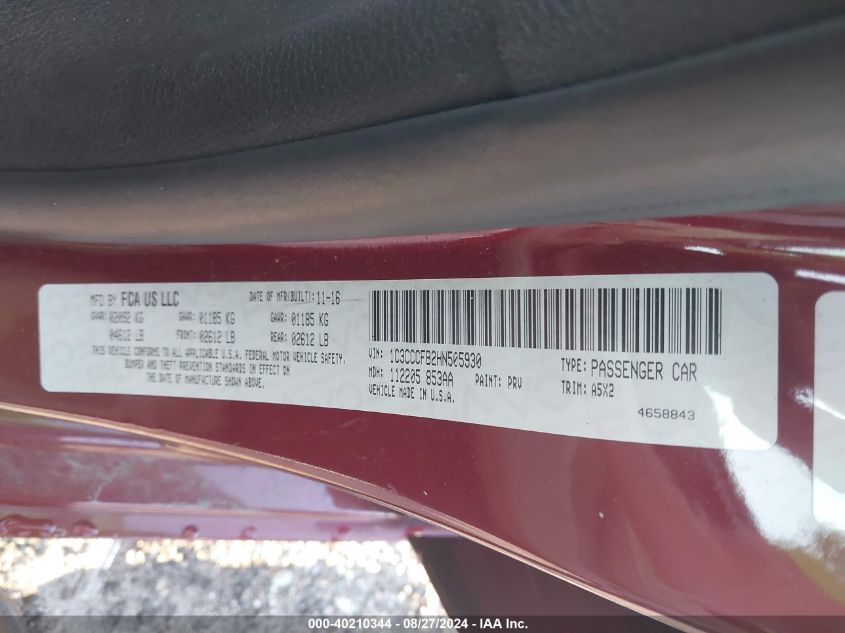 MFD BY FCA US LLC DATE OF MFR(BUILT): 11-16
GVWR: 02092 KG GAWR: 01185 KG GAWR: 01185 KG
04612 LB FRONT: 02612 LB REAR: 02612 LB
THIS VEHICLE CONFORMS TO ALL APPLICABLE U.S.A. FEDERAL MOTOR VEHICLE SAFETY,
BUMPER AND THEFT PREVENTION STANDARDS IN EFFECT ON
THE DATE OF MANUFACTURE SHOWN ABOVE.
VIN: 1C3CCCFB2HN505930 TYPE: PASSENGER CAR
MDH: 112205 853AA PAINT: PRV TRIM: A5X2
VEHICLE MADE IN U.S.A.
4658843
000-40210344 - 08/27/2024 - IAA Inc.